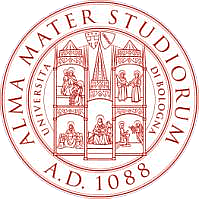 ALMA MATER STUDIORUM
A.D. 1088
UNIVERSITÀ
DI BOLOGNA